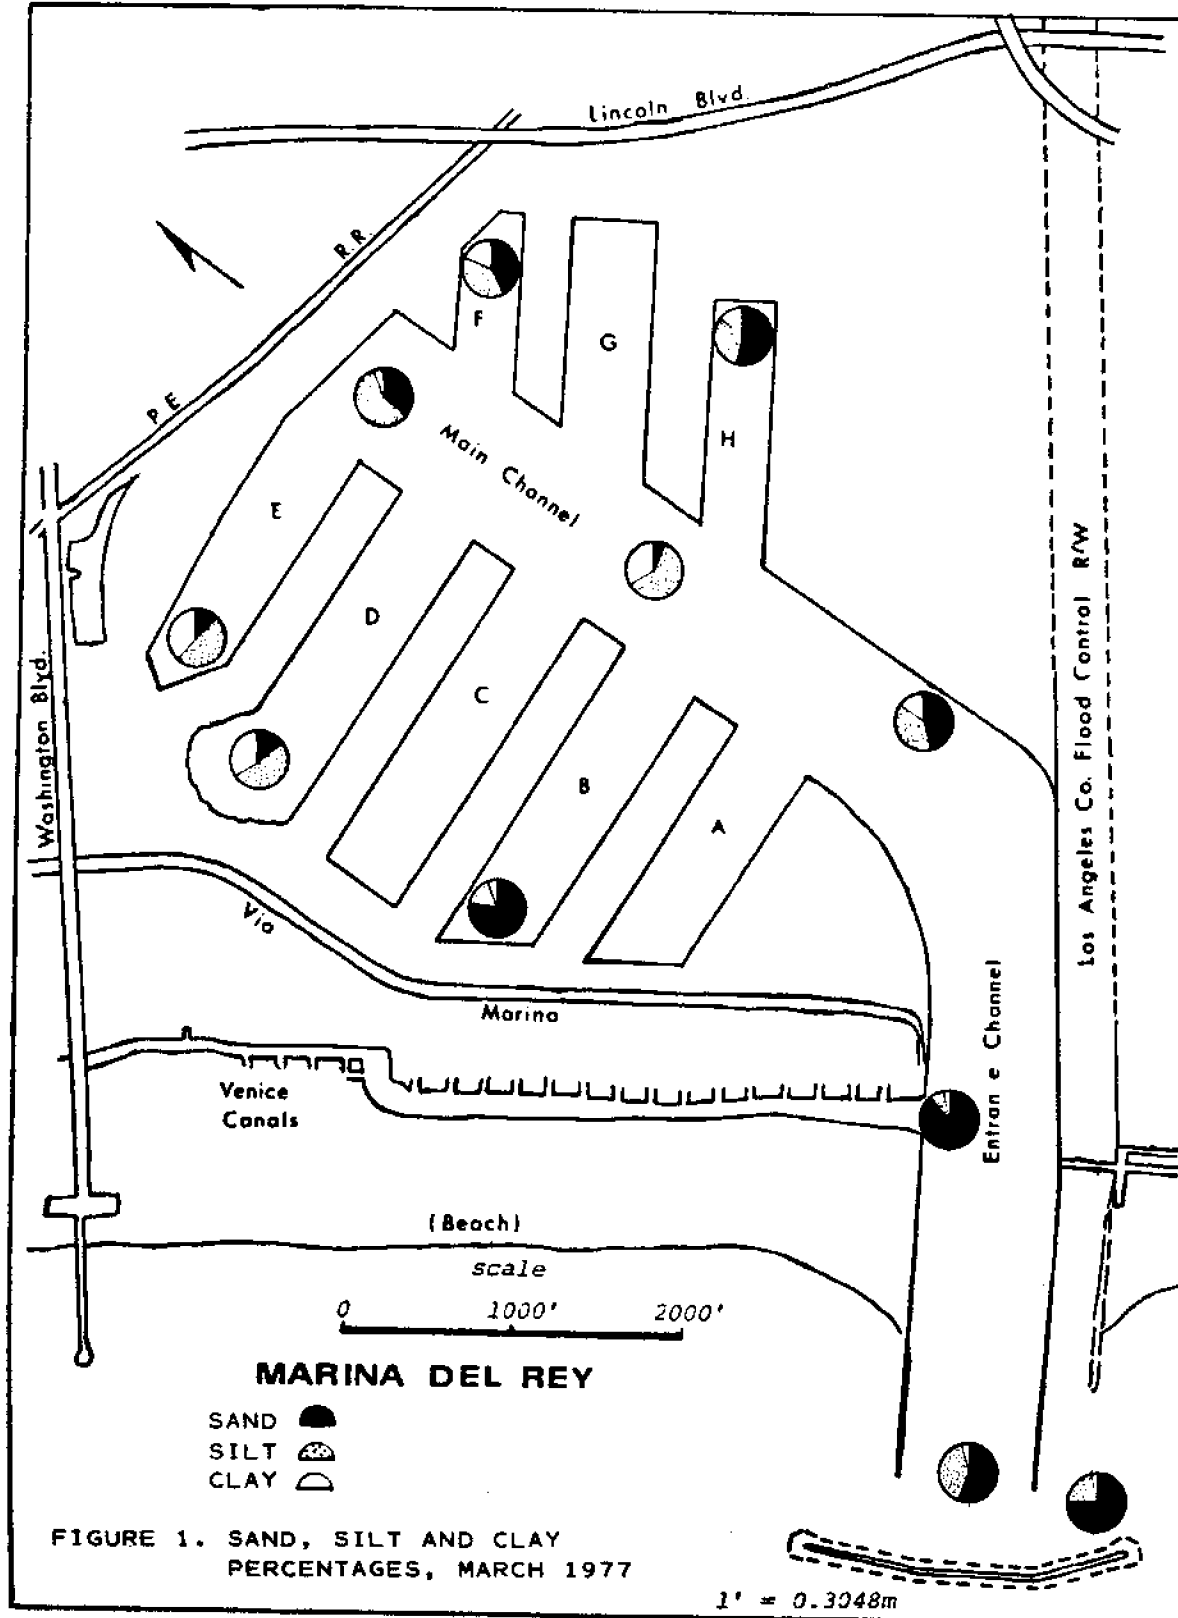 Lincoln Blvd.
R.R.
P E
F
G
H
Main Channel
E
D
C
B
A
Washington Blvd.
Los Angeles Co. Flood Control R/W
Via
Marina
Entran e Channel
Venice
Canals
(Beach)
scale
0 1000' 2000'
MARINA DEL REY
SAND
SILT
CLAY
FIGURE 1. SAND, SILT AND CLAY
PERCENTAGES, MARCH 1977
1' = 0.3048m